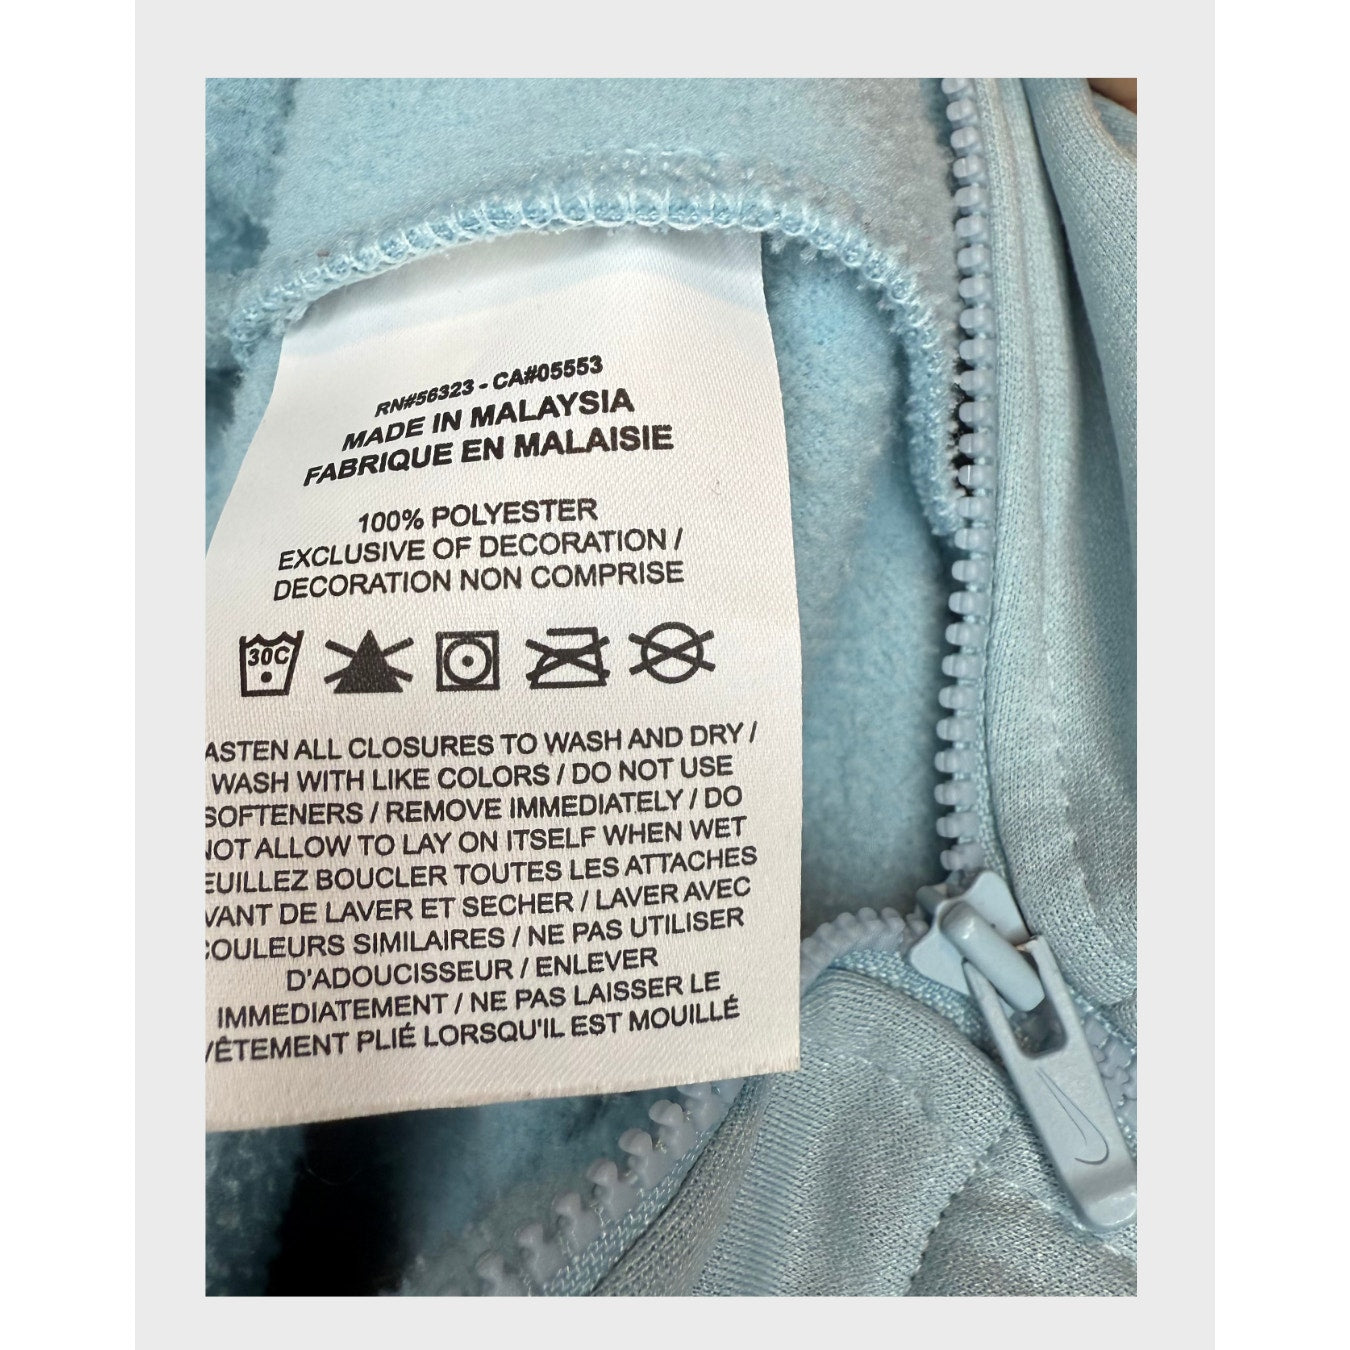 RN#56323 - CA#05553
MADE IN MALAYSIA
FABRIQUE EN MALAISIE
100% POLYESTER
EXCLUSIVE OF DECORATION /
DECORATION NON COMPRISE
30C
ASTEN ALL CLOSURES TO WASH AND DRY /
WASH WITH LIKE COLORS / DO NOT USE
SOFTENERS / REMOVE IMMEDIATELY / DO
NOT ALLOW TO LAY ON ITSELF WHEN WET
EUILLEZ BOUCLER TOUTES LES ATTACHES
VANT DE LAVER ET SECHER / LAVER AVEC
COULEURS SIMILAIRES / NE PAS UTILISER
D'ADOUCISSEUR / ENLEVER
IMMEDIATEMENT / NE PAS LAISSER LE
VÊTEMENT PLIÉ LORSQU'IL EST MOUILLÉ